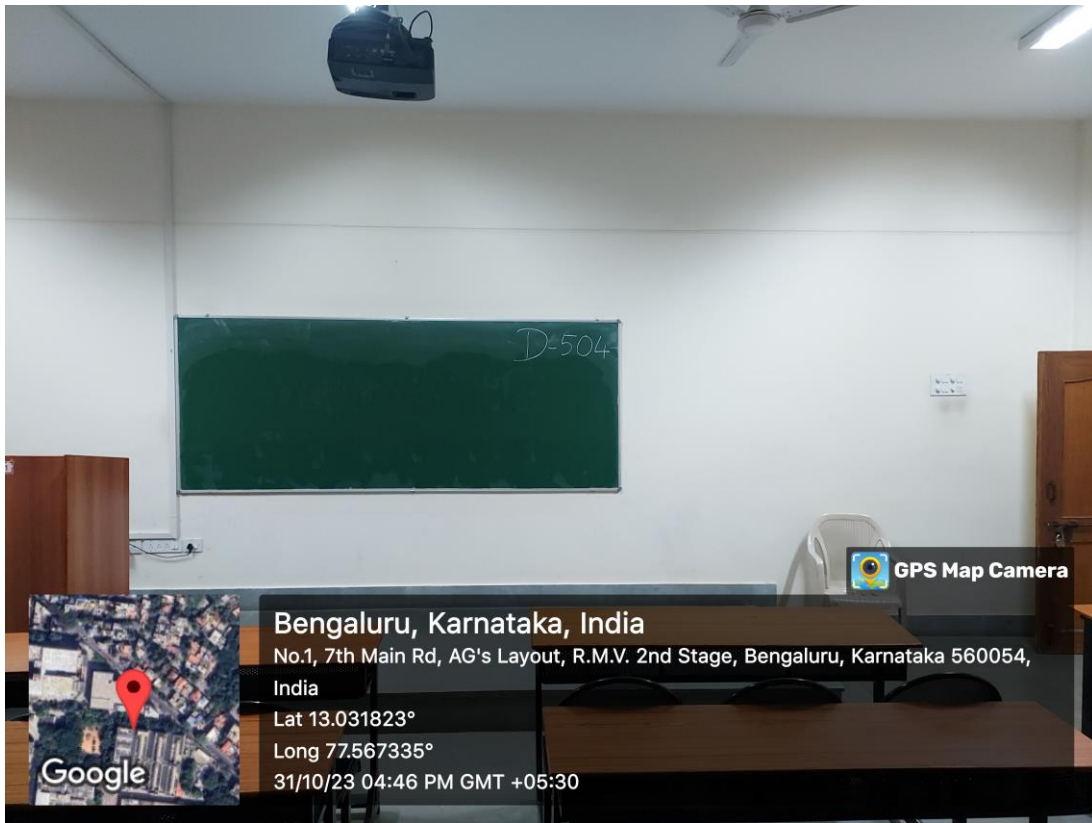 D-504
GPS Map Camera
Bengaluru, Karnataka, India
No.1, 7th Main Rd, AG's Layout, R.M.V. 2nd Stage, Bengaluru, Karnataka 560054,
India
Lat 13.031823°
Long 77.567335°
31/10/23 04:46 PM GMT +05:30
Google